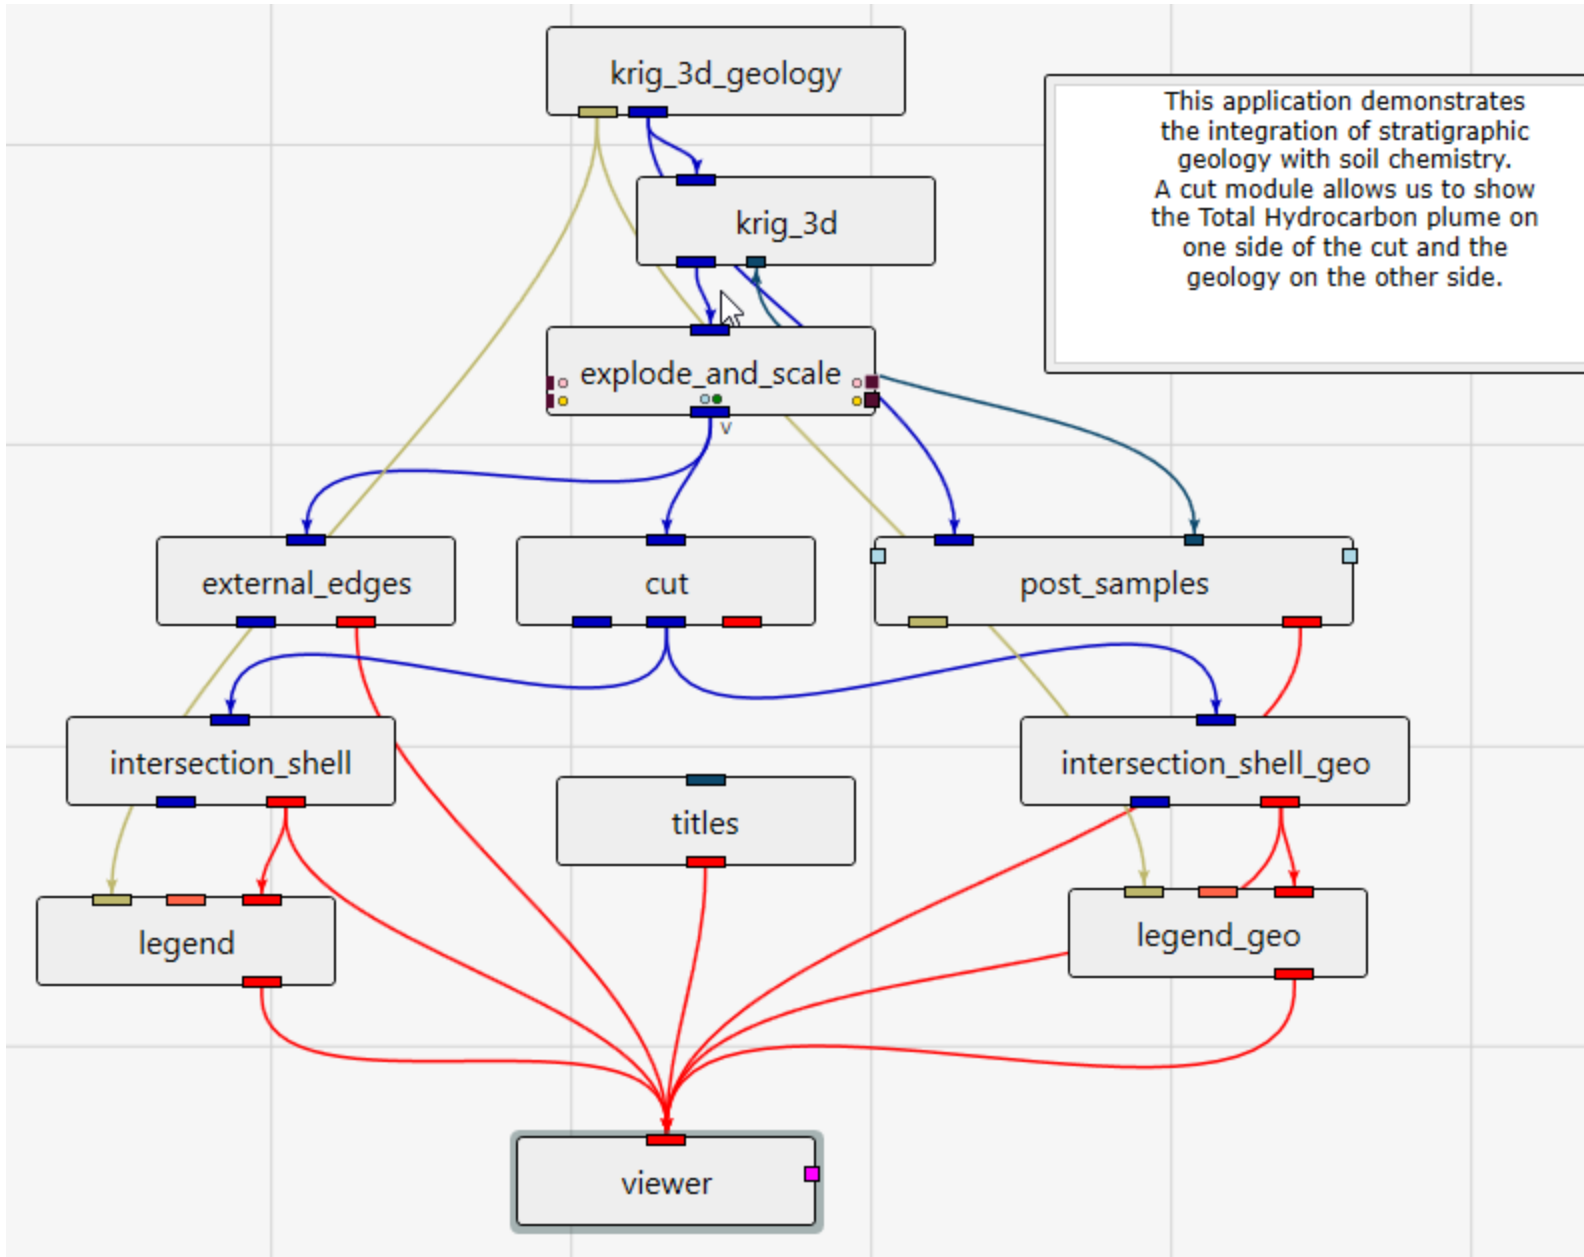 krig_3d_geology
This application demonstrates
the integration of stratigraphic
geology with soil chemistry.
A cut module allows us to show
the Total Hydrocarbon plume on
one side of the cut and the
geology on the other side.
krig_3d
explode_and_scale
v
external_edges
cut
post_samples
intersection_shell
intersection_shell_geo
titles
legend
legend_geo
viewer